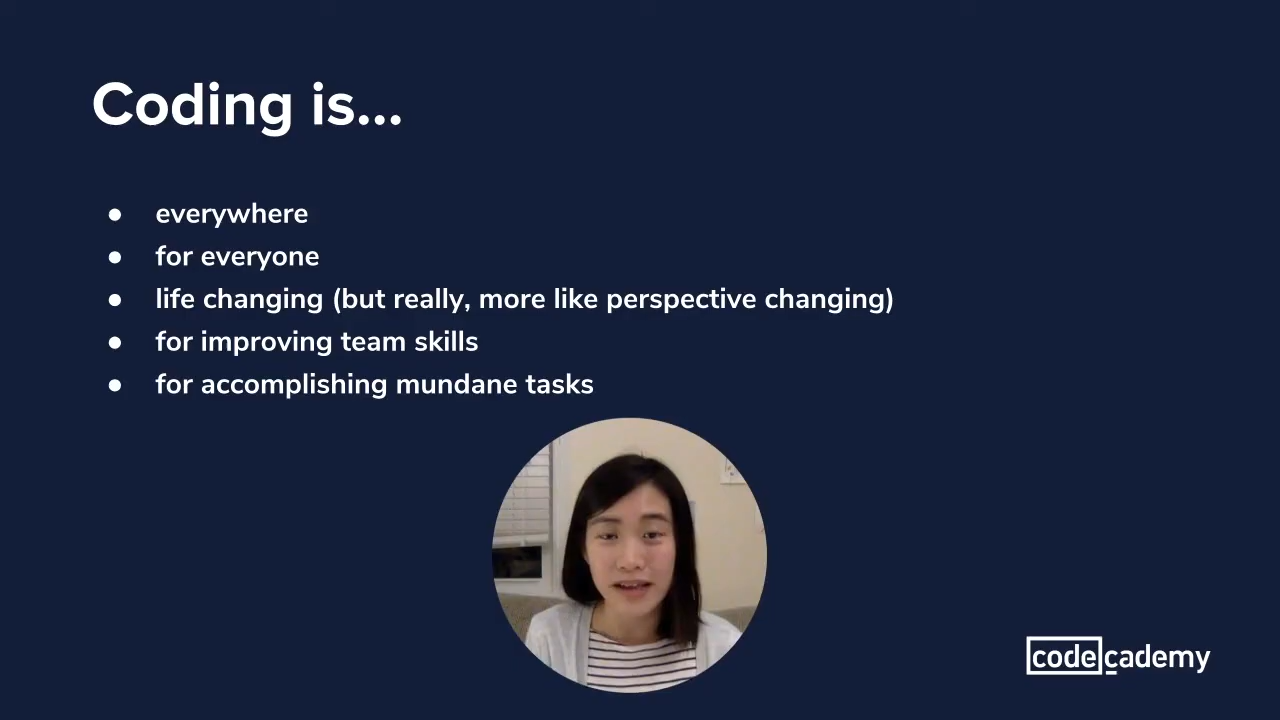 Coding is...
● everywhere
● for everyone
● life changing (but really, more like perspective changing)
● for improving team skills
● for accomplishing mundane tasks
codecademy